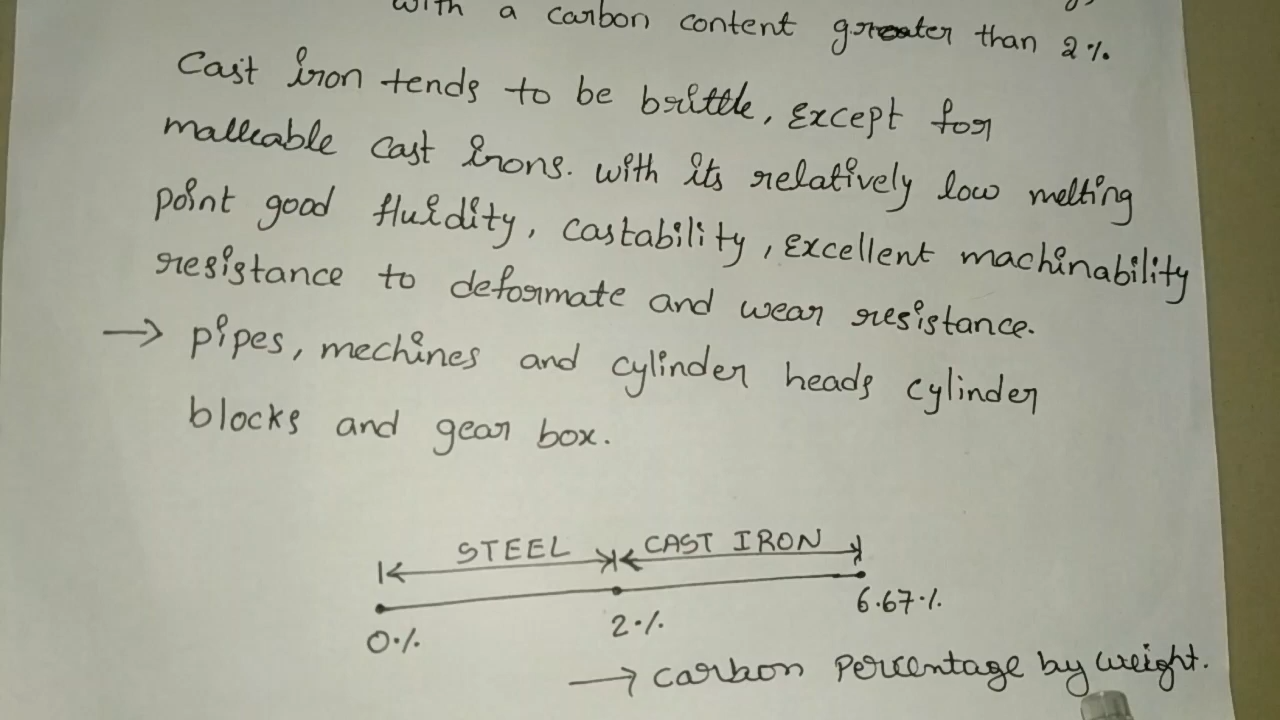 with a carbon content greater than 2%.
Cast iron tends to be brittle, Except for
malleable cast irons. with its relatively low melting
point good fluidity, castability, Excellent machinability
resistance to deformate and wear resistance.
→ pipes, mechines and cylinder heads cylinder
blocks and gear box.
STEEL CAST IRON
0% 2% 6.67%
→ carbon percentage by weight.